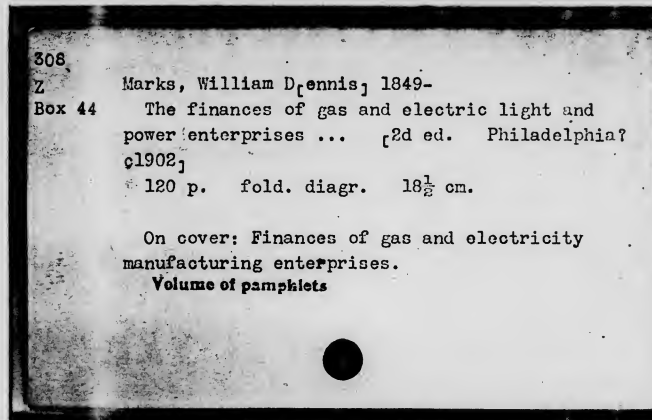 308
Z
Box 44
Marks, William D[ennis] 1849-
The finances of gas and electric light and
power enterprises ... [2d ed. Philadelphia?
c1902]
120 p. fold. diagr. 18½ cm.
On cover: Finances of gas and electricity
manufacturing enterprises.
Volume of pamphlets